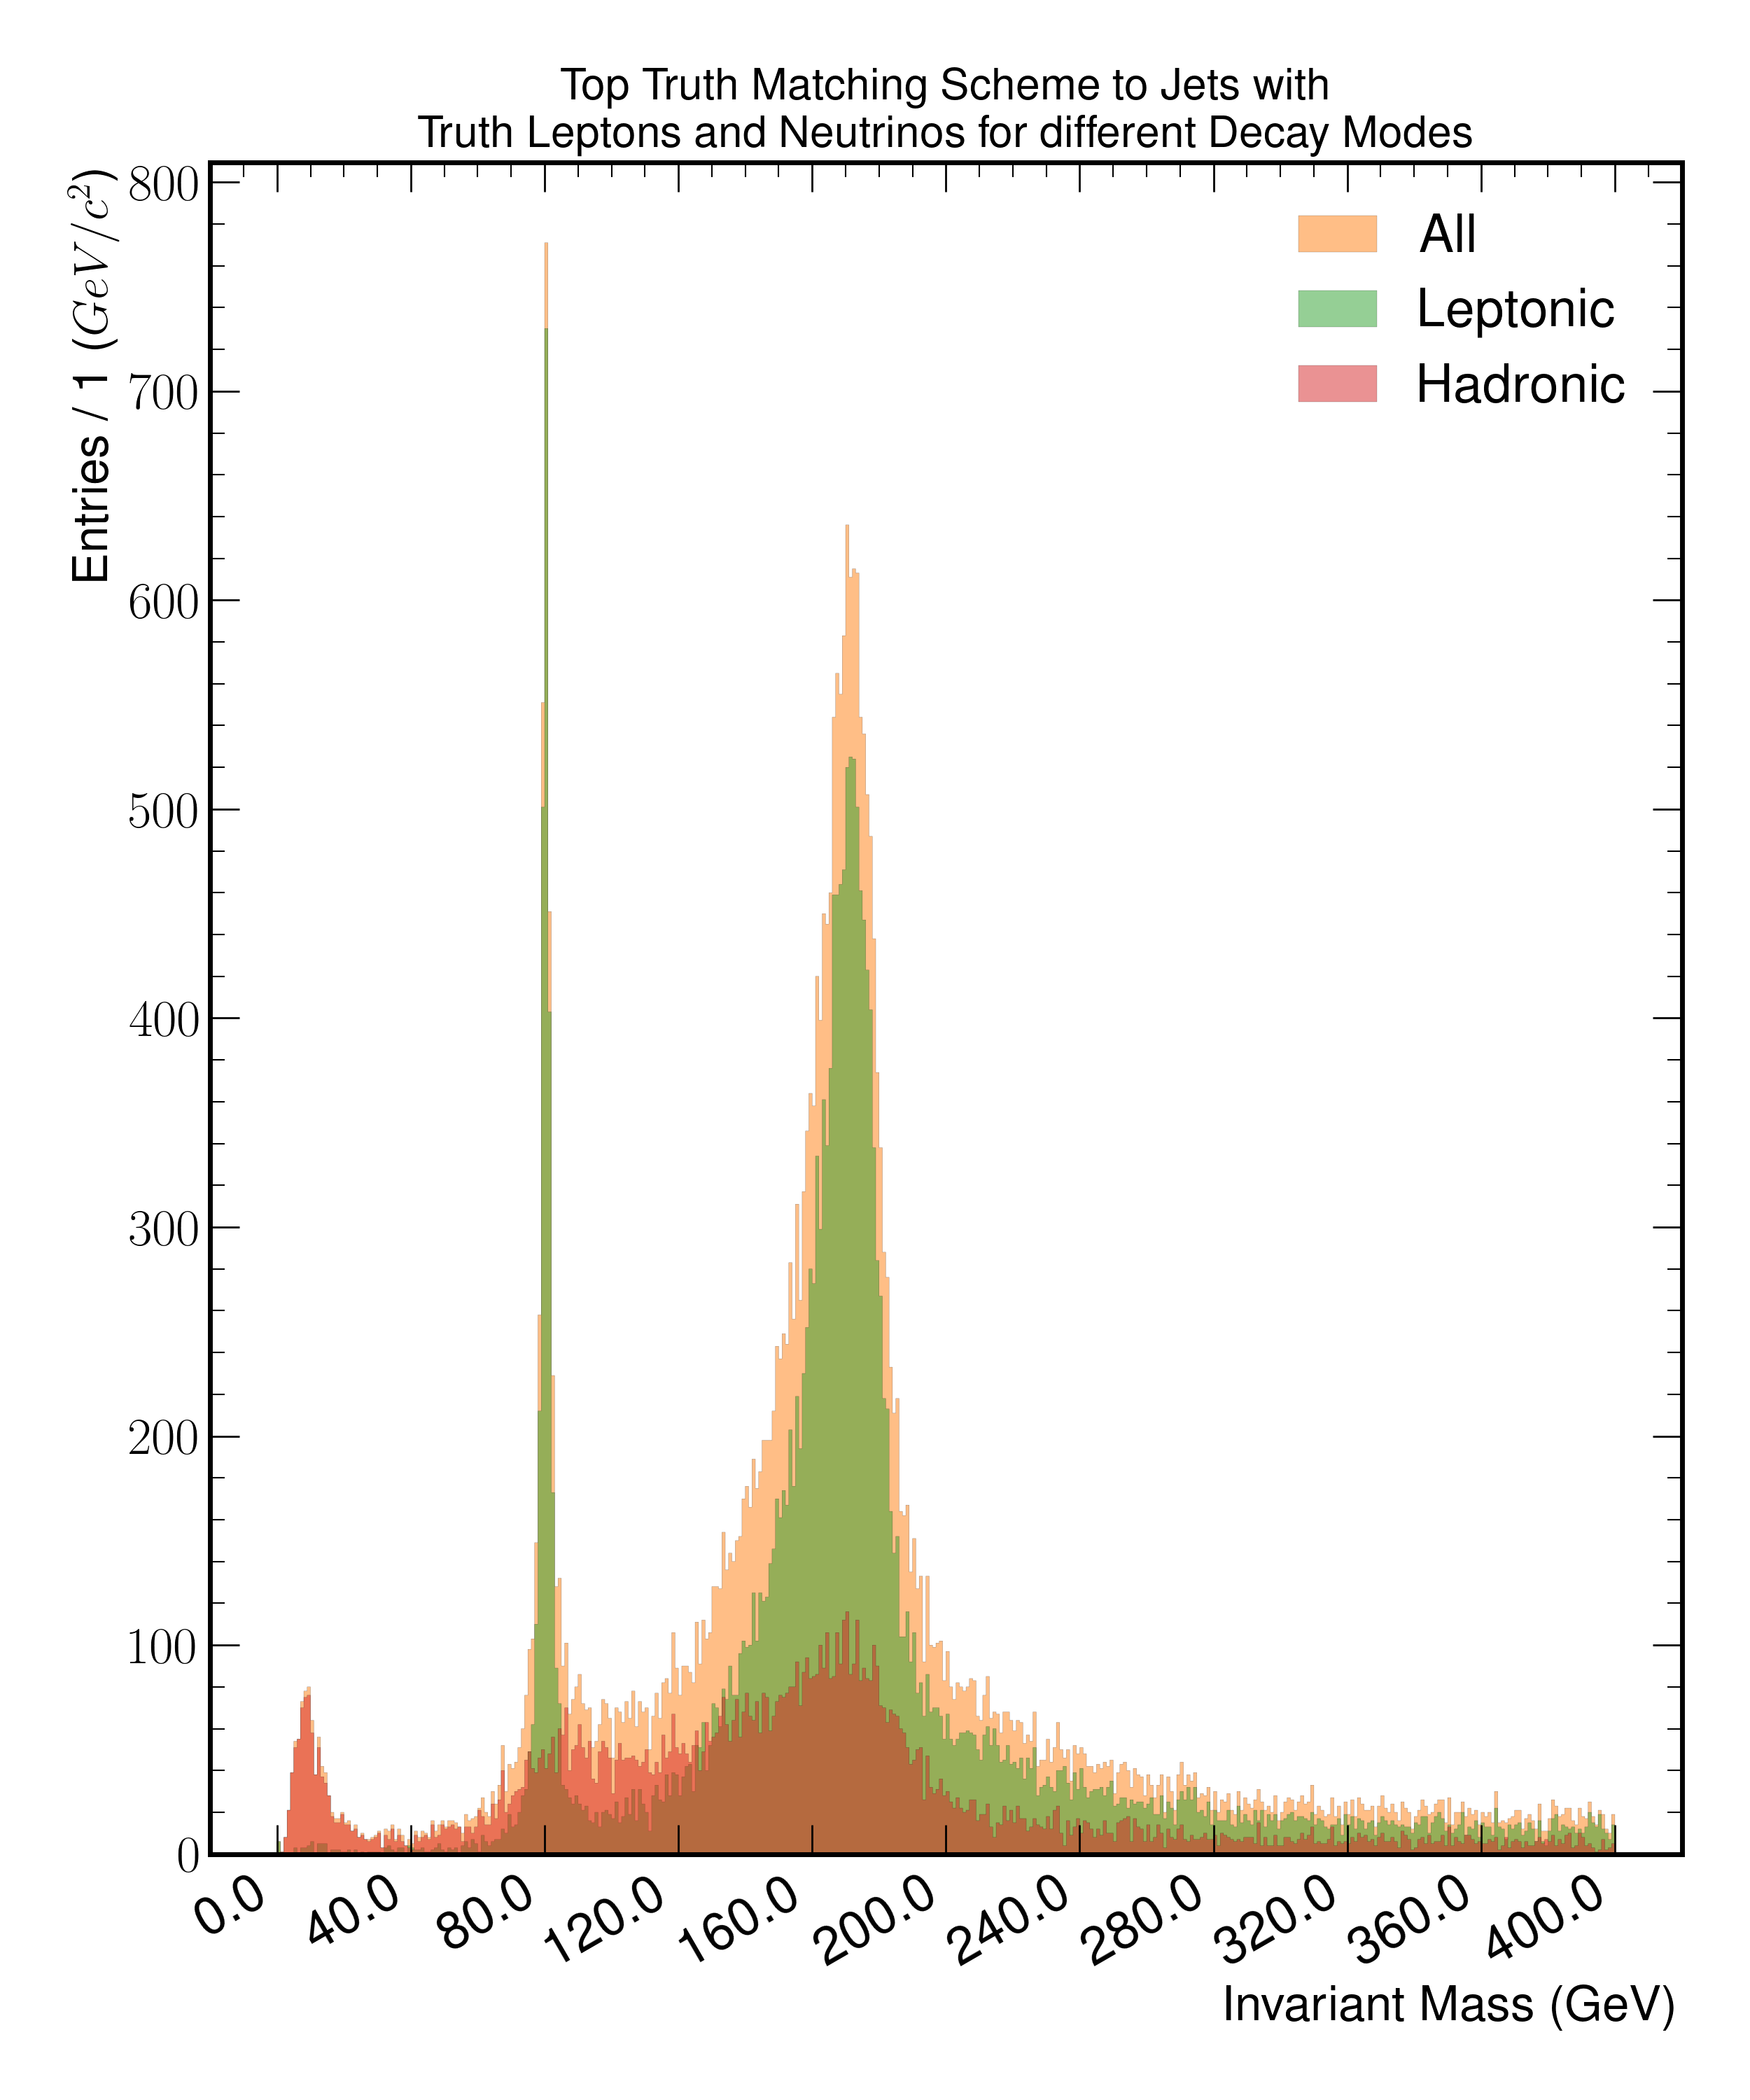 Top Truth Matching Scheme to Jets with
Truth Leptons and Neutrinos for different Decay Modes
Entries / 1 (GeV/c²)
800
700
600
500
400
300
200
100
0
All
Leptonic
Hadronic
0.0 40.0 80.0 120.0 160.0 200.0 240.0 280.0 320.0 360.0 400.0
Invariant Mass (GeV)